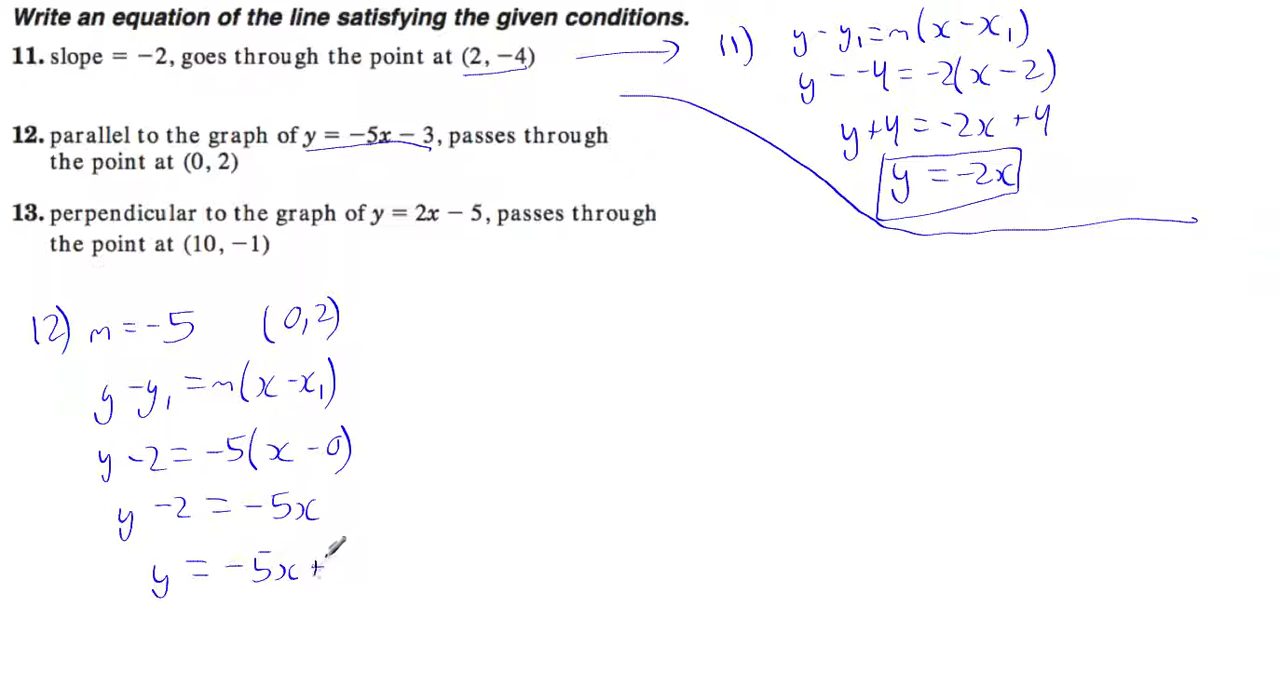 Write an equation of the line satisfying the given conditions.
11. slope = −2, goes through the point at (2, −4)
12. parallel to the graph of y = −5x − 3, passes through
the point at (0, 2)
13. perpendicular to the graph of y = 2x − 5, passes through
the point at (10, −1)
11) y - y₁ = m(x - x₁)
y - -4 = -2(x - 2)
y + 4 = -2x + 4
y = -2x
12) m = -5 (0, 2)
y - y₁ = m(x - x₁)
y - 2 = -5(x - 0)
y - 2 = -5x
y = -5x +